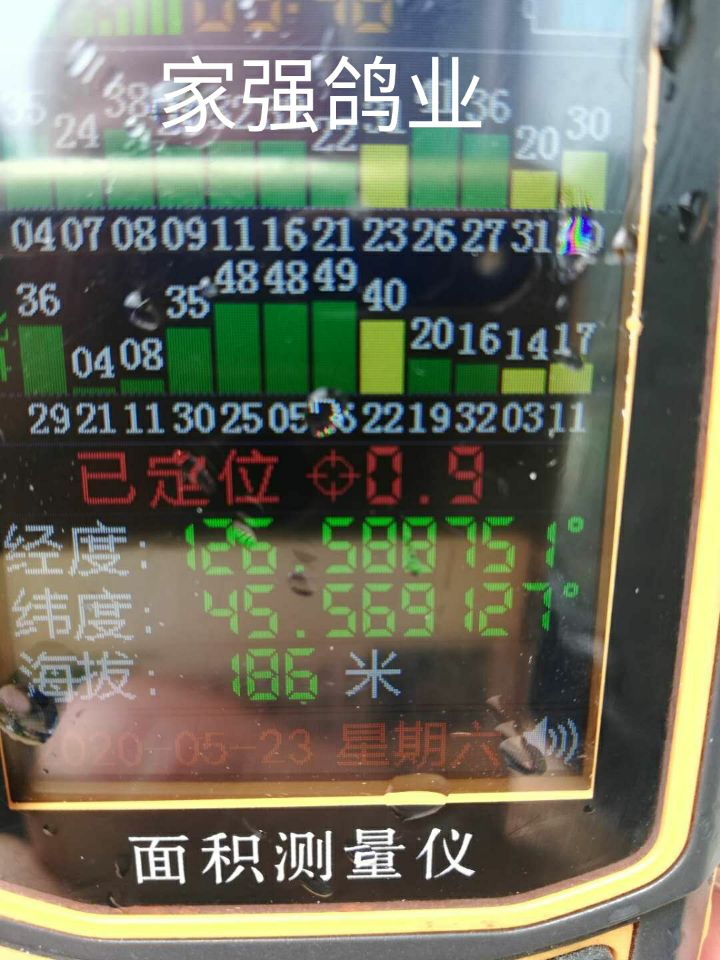 家强鸽业
24 38 22 36 20 30
04 07 08 09 11 16 21 23 26 27 31
36 04 08 35 48 48 49 40 20 16 14 17
29 21 11 30 25 05 22 19 32 03 11
已定位 0.9
经度: 126.5887751°
纬度: 45.569127°
海拔: 186 米
2020-05-23 星期六
面积测量仪